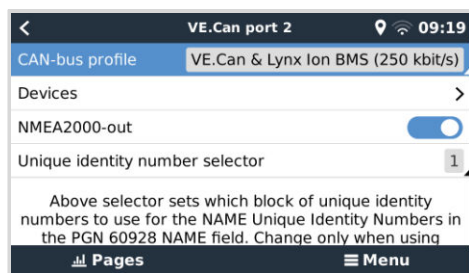 VE.Can port 2 09:19
CAN-bus profile VE.Can & Lynx Ion BMS (250 kbit/s)
Devices
NMEA2000-out
Unique identity number selector 1
Above selector sets which block of unique identity
numbers to use for the NAME Unique Identity Numbers in
the PGN 60928 NAME field. Change only when using
Pages Menu